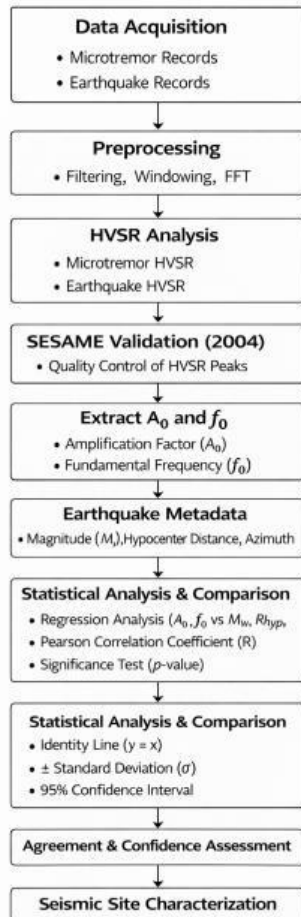 Data Acquisition
• Microtremor Records
• Earthquake Records
Preprocessing
• Filtering, Windowing, FFT
HVSR Analysis
• Microtremor HVSR
• Earthquake HVSR
SESAME Validation (2004)
• Quality Control of HVSR Peaks
Extract A₀ and f₀
• Amplification Factor (A₀)
• Fundamental Frequency (f₀)
Earthquake Metadata
• Magnitude (Mᵢ),Hypocenter Distance, Azimuth
Statistical Analysis & Comparison
• Regression Analysis (A₀, f₀ vs Mw, Rhyp,
• Pearson Correlation Coefficient (R)
• Significance Test (p-value)
Statistical Analysis & Comparison
• Identity Line (y = x)
• ± Standard Deviation (σ)
• 95% Confidence Interval
Agreement & Confidence Assessment
Seismic Site Characterization